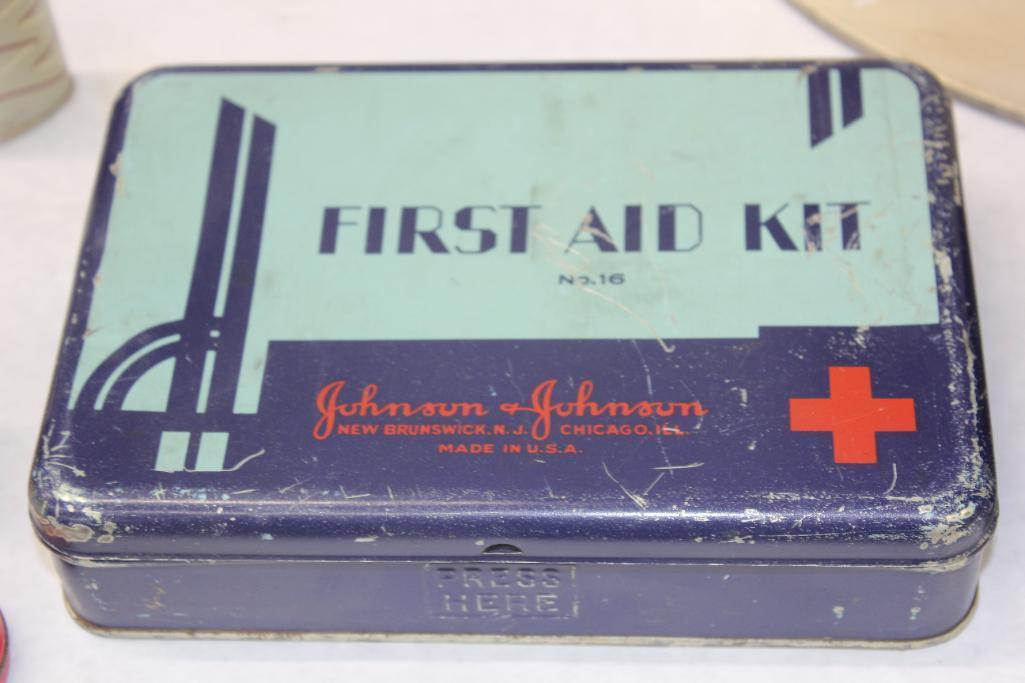 FIRST AID KIT
No.16
Johnson & Johnson
NEW BRUNSWICK, N. J. CHICAGO, ILL.
MADE IN U.S.A.
PRESS
HERE